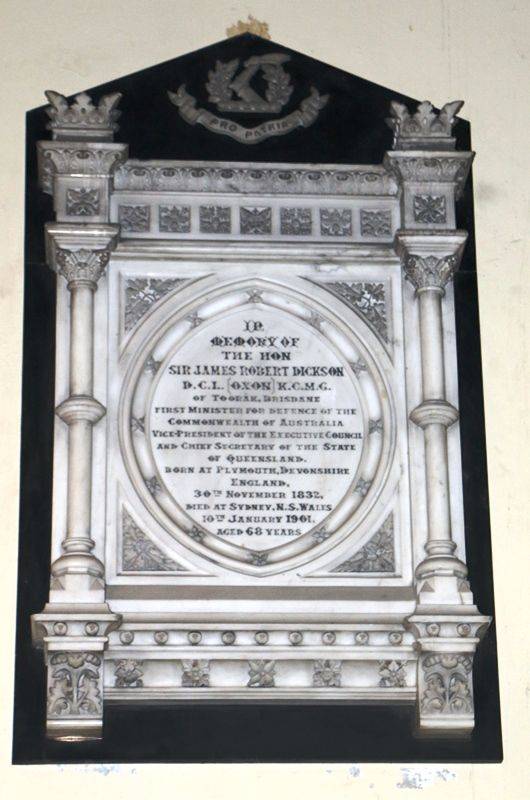 PRO PATRIA
IN
MEMORY OF
THE HON
SIR JAMES ROBERT DICKSON
D.C.L. (OXON) K.C.M.G.
OF TOORAK, BRISBANE
FIRST MINISTER FOR DEFENCE OF THE
COMMONWEALTH OF AUSTRALIA
VICE-PRESIDENT OF THE EXECUTIVE COUNCIL
AND CHIEF SECRETARY OF THE STATE
OF QUEENSLAND.
BORN AT PLYMOUTH, DEVONSHIRE
ENGLAND,
30TH NOVEMBER 1832,
DIED AT SYDNEY, N.S. WALES
10TH JANUARY 1901.
AGED 68 YEARS